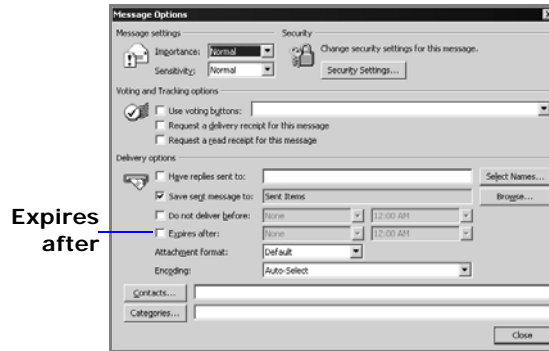 Message Options
Message settings
Security
Importance: Normal
Change security settings for this message.
Sensitivity: Normal
Security Settings...
Voting and Tracking options
Use voting buttons:
Request a delivery receipt for this message
Request a read receipt for this message
Delivery options
Have replies sent to:
Select Names...
Save sent message to: Sent Items
Browse...
Do not deliver before: None 12:00 AM
Expires after: None 12:00 AM
Expires
after
Attachment format: Default
Encoding: Auto-Select
Contacts...
Categories...
Close